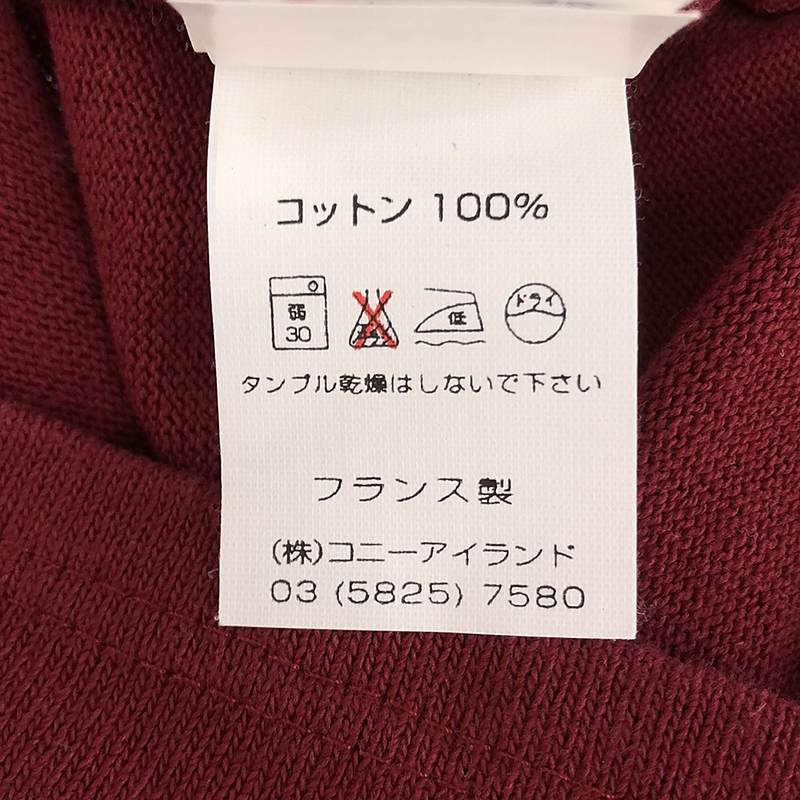 コットン 100%
弱 30 低 ドライ
タンブル乾燥はしないで下さい
フランス製
(株)コニーアイランド
03 (5825) 7580